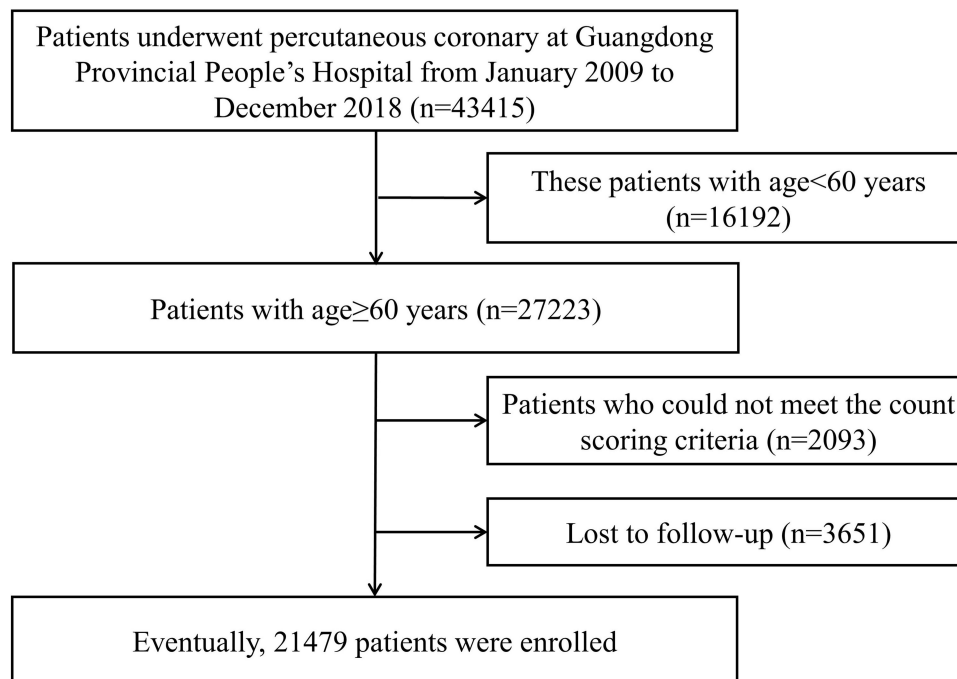 Patients underwent percutaneous coronary at Guangdong
Provincial People's Hospital from January 2009 to
December 2018 (n=43415)
These patients with age<60 years
(n=16192)
Patients with age≥60 years (n=27223)
Patients who could not meet the count
scoring criteria (n=2093)
Lost to follow-up (n=3651)
Eventually, 21479 patients were enrolled